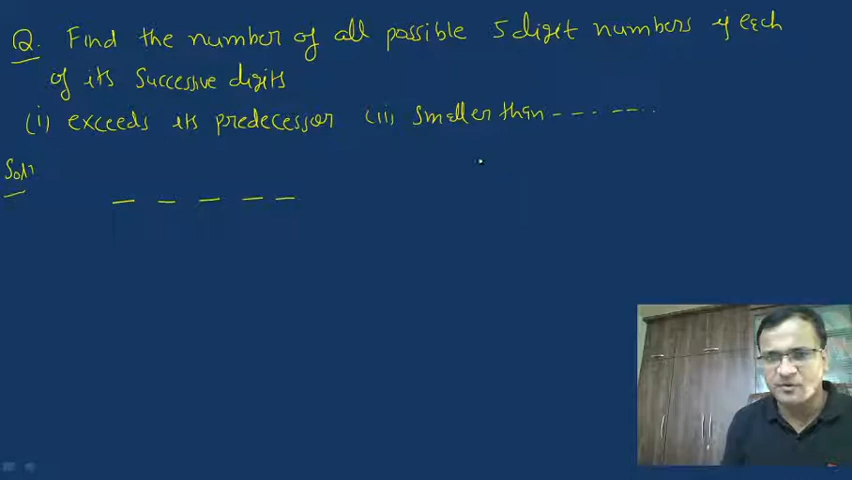 Q. Find the number of all possible 5 digit numbers if each
of its Successive digits
(i) exceeds its predecessor (ii) Smaller than - - - - - - -
Soln